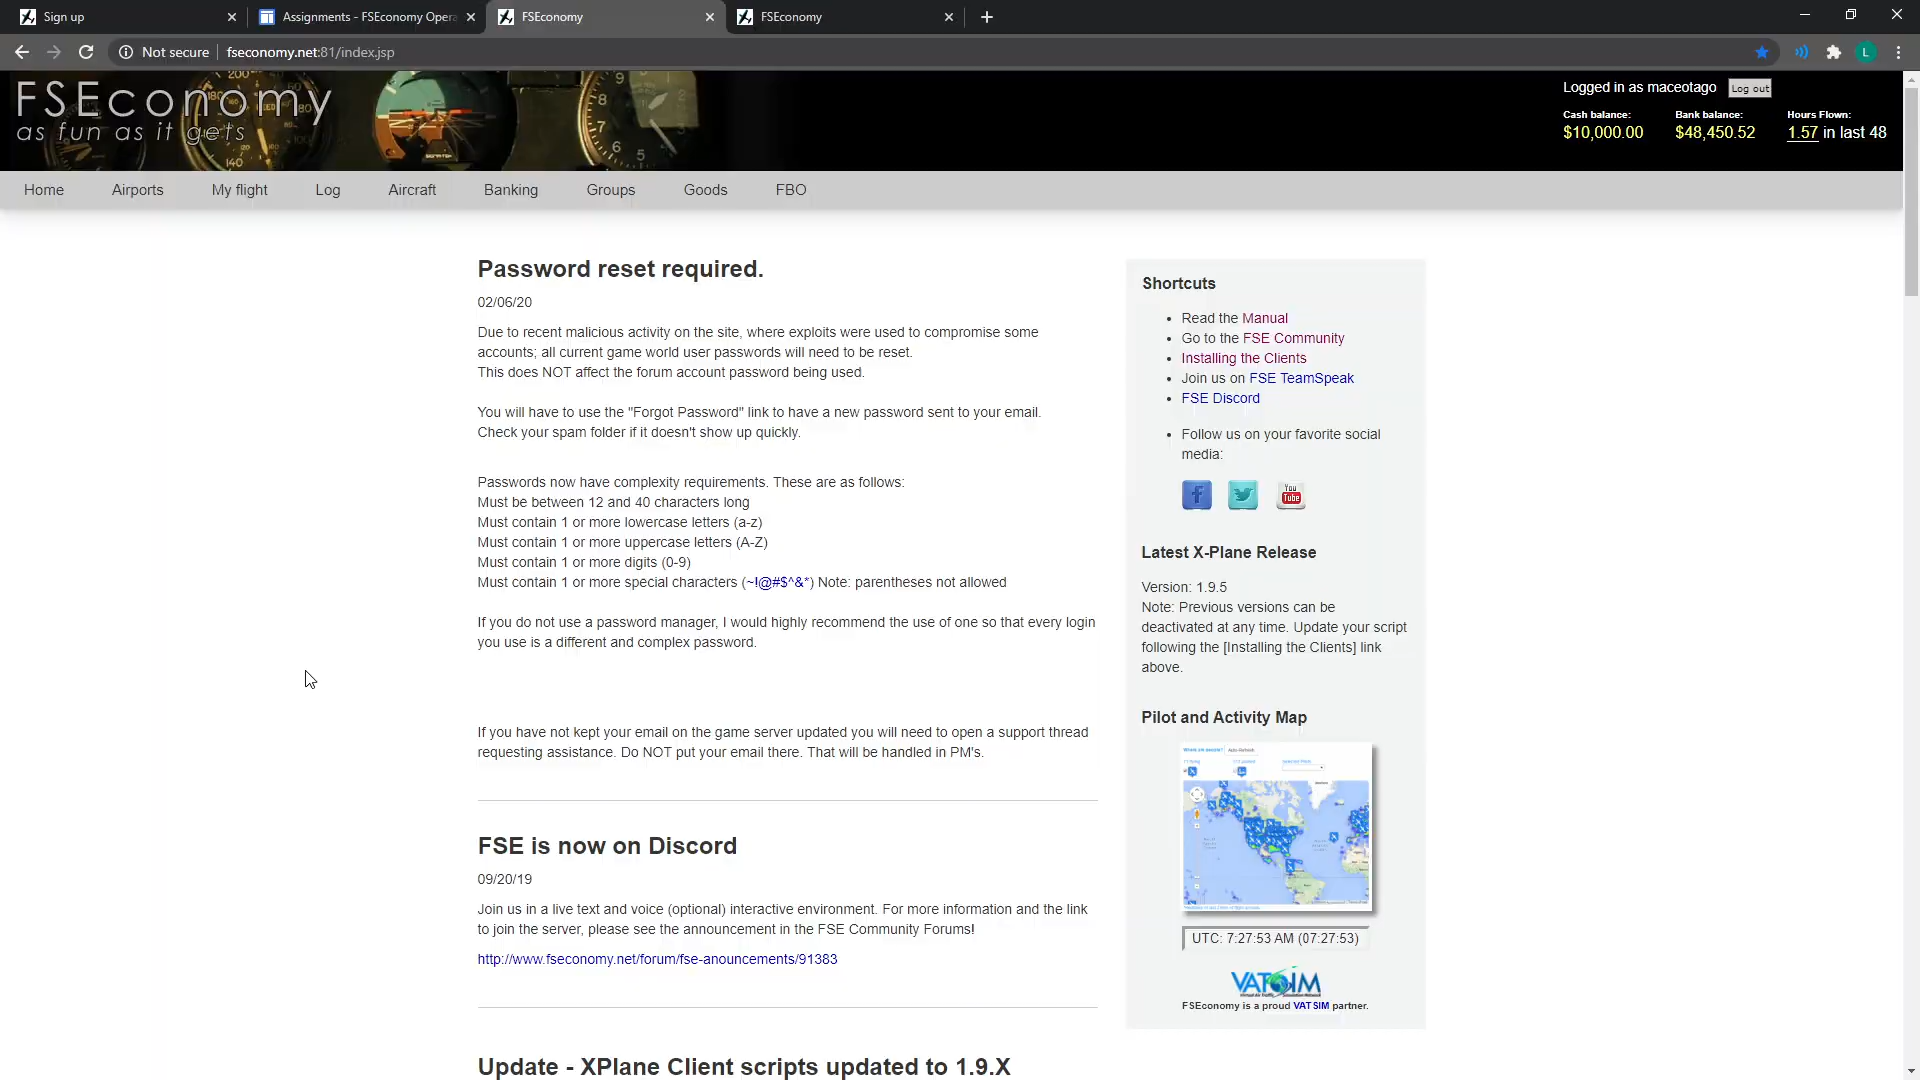 Sign up
Assignments - FSEconomy Opera
FSEconomy
FSEconomy
Not secure
fseconomy.net:81/index.jsp
L
FSEconomy
as fun as it gets
Logged in as maceotago
Log out
Cash balance:
$10,000.00
Bank balance:
$48,450.52
Hours Flown:
1.57 in last 48
Home
Airports
My flight
Log
Aircraft
Banking
Groups
Goods
FBO
Password reset required.
02/06/20
Due to recent malicious activity on the site, where exploits were used to compromise some
accounts; all current game world user passwords will need to be reset.
This does NOT affect the forum account password being used.
You will have to use the "Forgot Password" link to have a new password sent to your email.
Check your spam folder if it doesn't show up quickly.
Passwords now have complexity requirements. These are as follows:
Must be between 12 and 40 characters long
Must contain 1 or more lowercase letters (a-z)
Must contain 1 or more uppercase letters (A-Z)
Must contain 1 or more digits (0-9)
Must contain 1 or more special characters (~!@#$^&*) Note: parentheses not allowed
If you do not use a password manager, I would highly recommend the use of one so that every login
you use is a different and complex password.
If you have not kept your email on the game server updated you will need to open a support thread
requesting assistance. Do NOT put your email there. That will be handled in PM's.
FSE is now on Discord
09/20/19
Join us in a live text and voice (optional) interactive environment. For more information and the link
to join the server, please see the announcement in the FSE Community Forums!
http://www.fseconomy.net/forum/fse-anouncements/91383
Update - XPlane Client scripts updated to 1.9.X
Shortcuts
Read the Manual
Go to the FSE Community
Installing the Clients
Join us on FSE TeamSpeak
FSE Discord
Follow us on your favorite social
media:
You
Tube
Latest X-Plane Release
Version: 1.9.5
Note: Previous versions can be
deactivated at any time. Update your script
following the [Installing the Clients] link
above.
Pilot and Activity Map
UTC: 7:27:53 AM (07:27:53)
VATSIM
FSEconomy is a proud VATSIM partner.